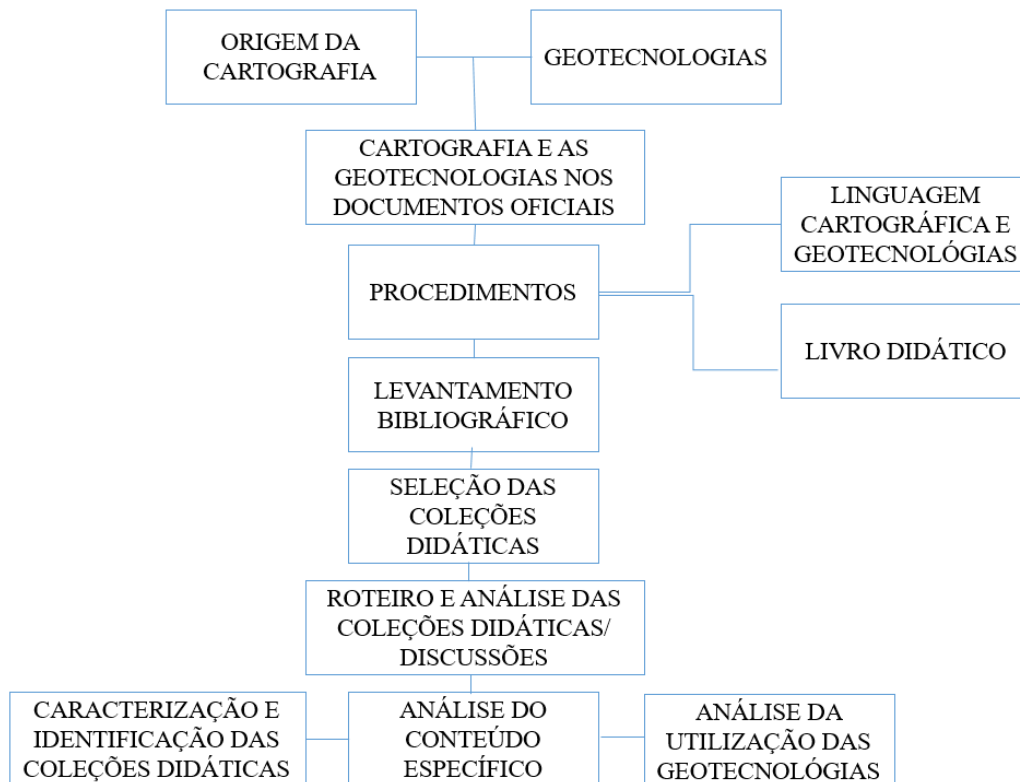 ORIGEM DA
CARTOGRAFIA
GEOTECNOLOGIAS
CARTOGRAFIA E AS
GEOTECNOLOGIAS NOS
DOCUMENTOS OFICIAIS
LINGUAGEM
CARTOGRÁFICA E
GEOTECNOLÓGIAS
PROCEDIMENTOS
LIVRO DIDÁTICO
LEVANTAMENTO
BIBLIOGRÁFICO
SELEÇÃO DAS
COLEÇÕES
DIDÁTICAS
ROTEIRO E ANÁLISE DAS
COLEÇÕES DIDÁTICAS/
DISCUSSÕES
CARACTERIZAÇÃO E
IDENTIFICAÇÃO DAS
COLEÇÕES DIDÁTICAS
ANÁLISE DO
CONTEÚDO
ESPECÍFICO
ANÁLISE DA
UTILIZAÇÃO DAS
GEOTECNOLÓGIAS